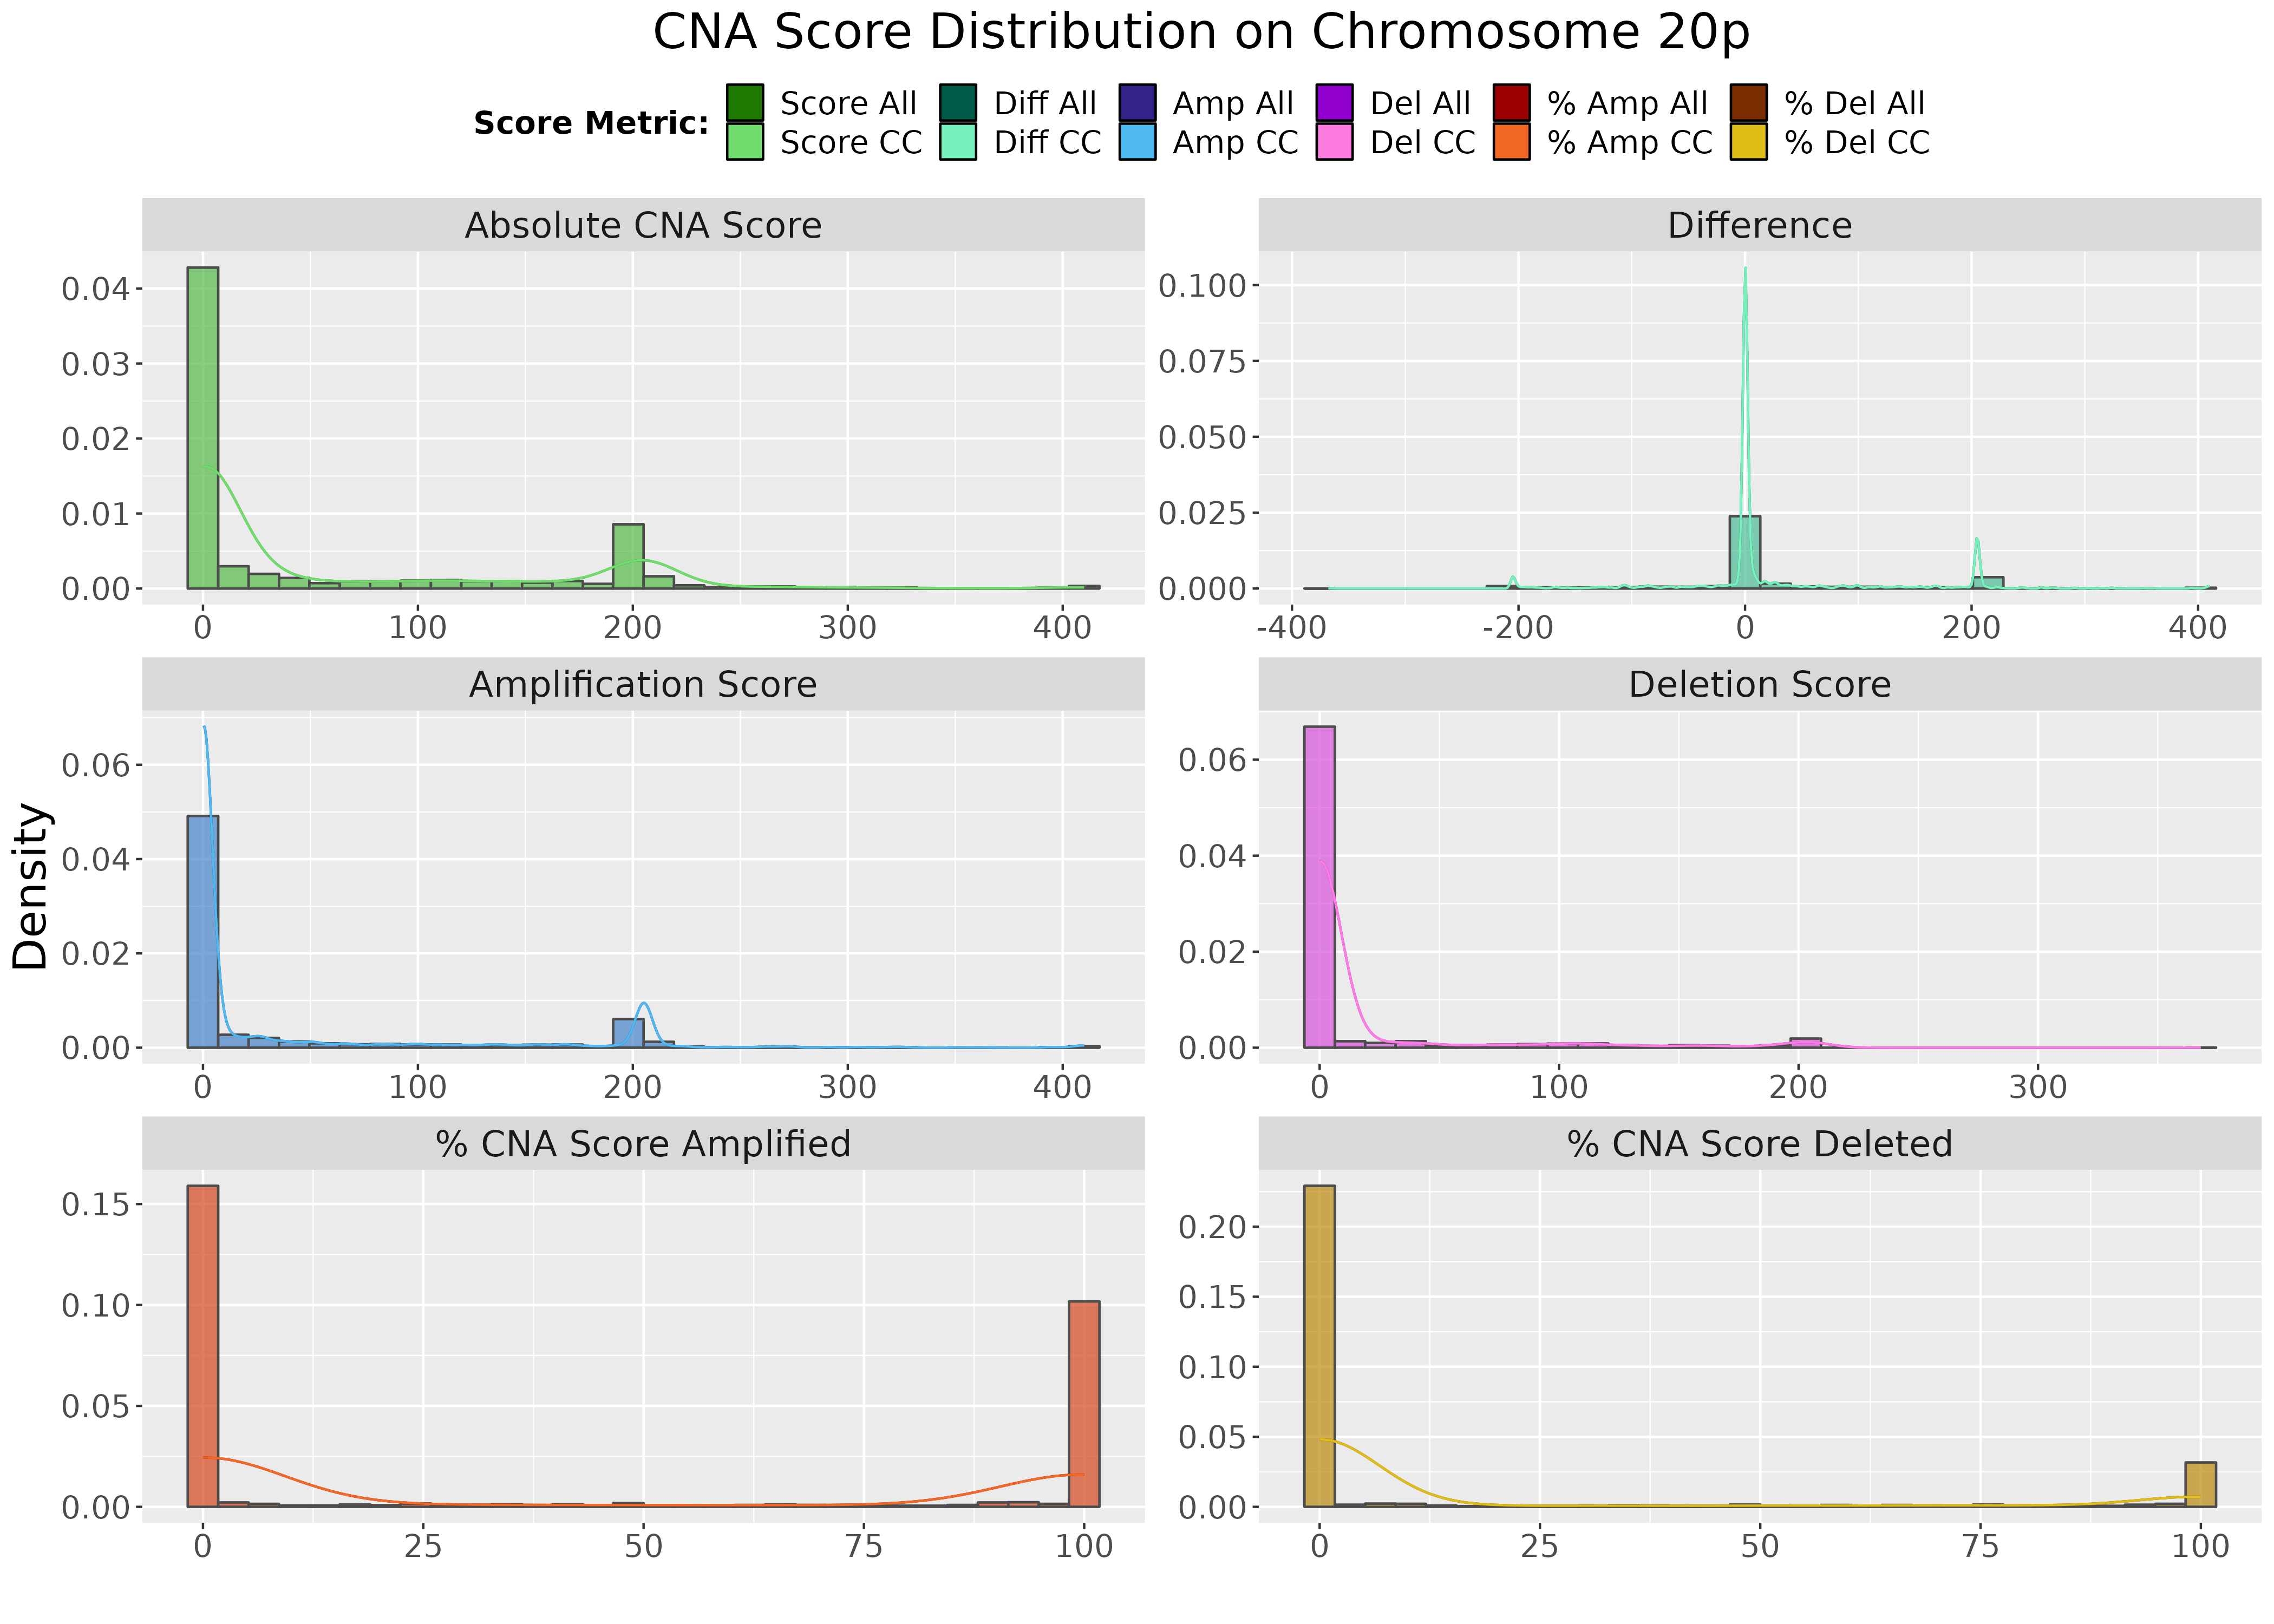 CNA Score Distribution on Chromosome 20p
Score Metric:
Score All Diff All Amp All Del All % Amp All % Del All
Score CC Diff CC Amp CC Del CC % Amp CC % Del CC
Absolute CNA Score
0.04
0.03
0.02
0.01
0.00
0 100 200 300 400
Difference
0.100
0.075
0.050
0.025
0.000
-400 -200 0 200 400
Density
Amplification Score
0.06
0.04
0.02
0.00
0 100 200 300 400
Deletion Score
0.06
0.04
0.02
0.00
0 100 200 300
% CNA Score Amplified
0.15
0.10
0.05
0.00
0 25 50 75 100
% CNA Score Deleted
0.20
0.15
0.10
0.05
0.00
0 25 50 75 100